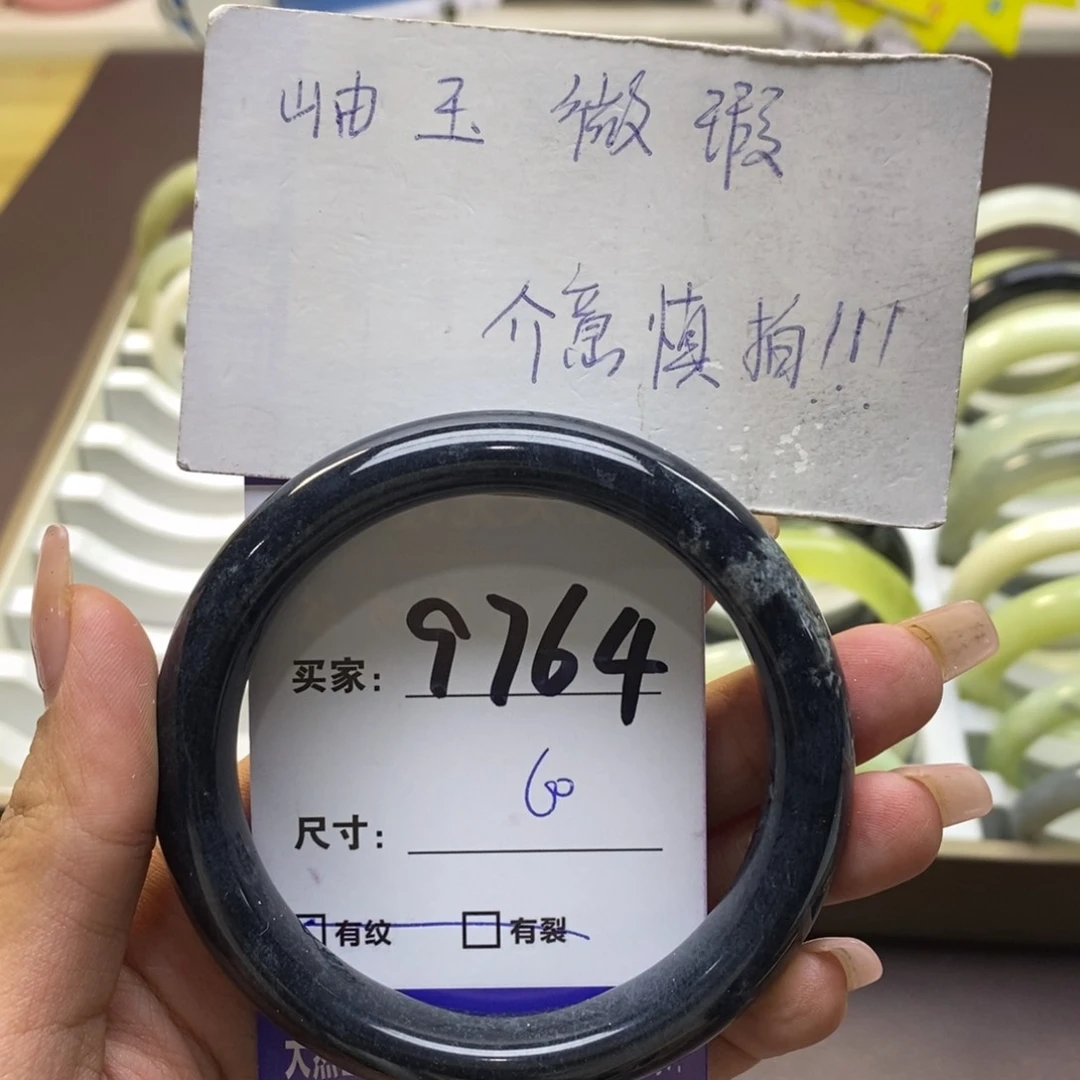 岫玉微瑕
介意慎拍!!!
买家: 9764
尺寸: 60
有纹 有裂